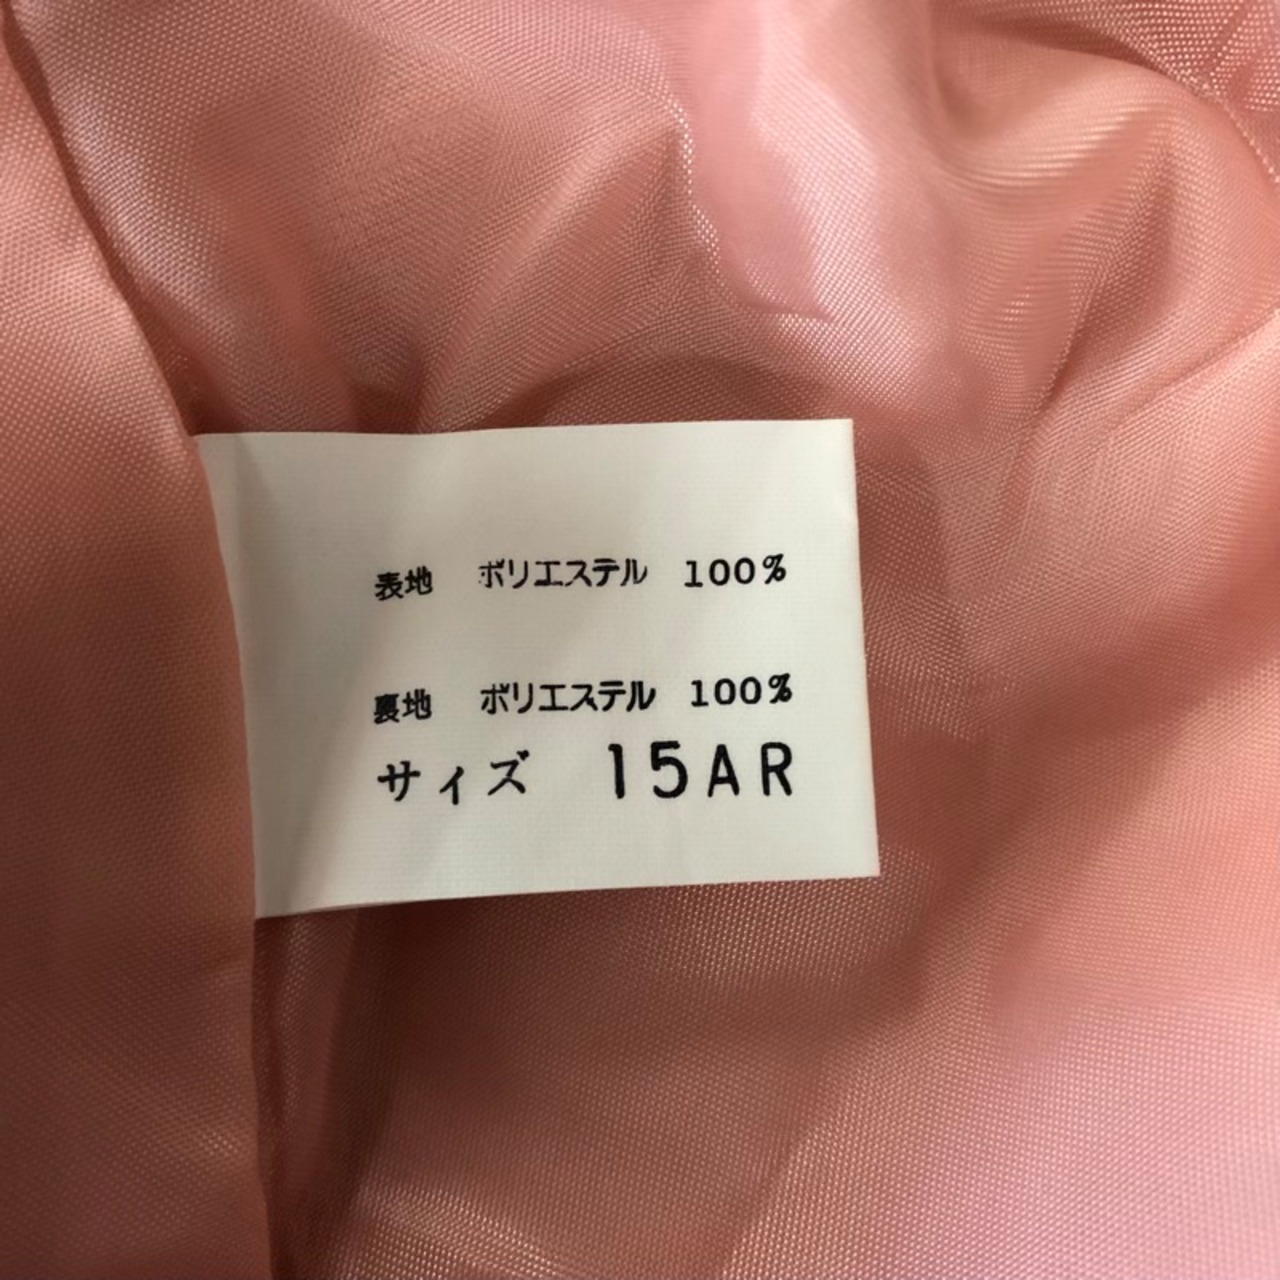 表地 ポリエステル 100%
裏地 ポリエステル 100%
サイズ 15AR